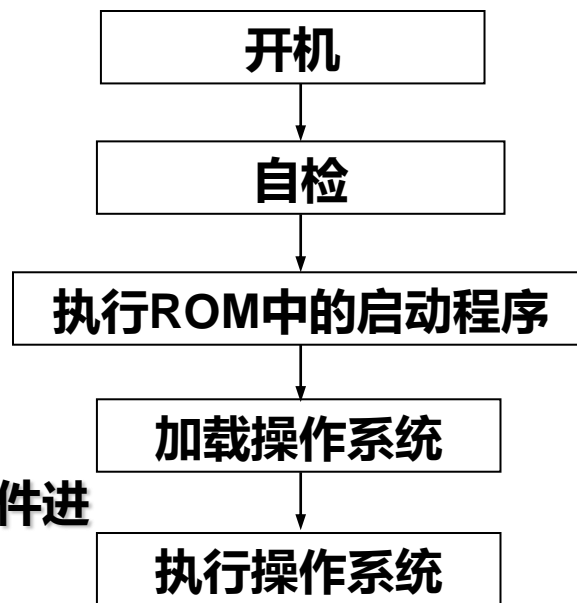 开机
自检
执行ROM中的启动程序
加载操作系统
件进
执行操作系统